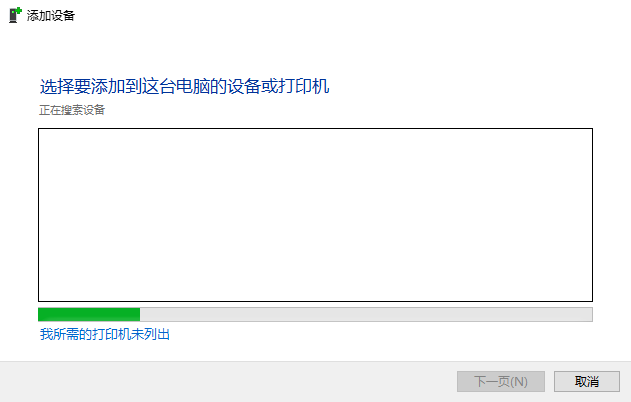 添加设备
选择要添加到这台电脑的设备或打印机
正在搜索设备
我所需的打印机未列出
下一页(N)
取消